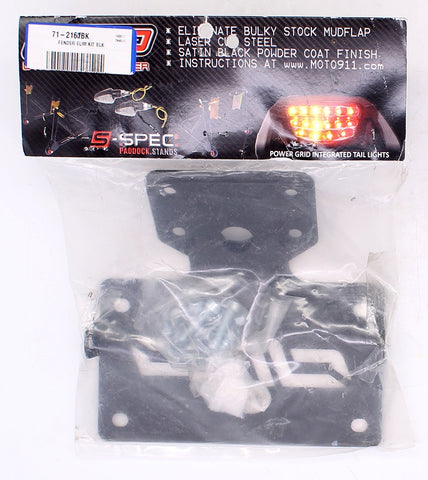 71-2167BK
FENDER ELIM KIT BLK
ELIMINATE BULKY STOCK MUDFLAP
LASER CUT STEEL
SATIN BLACK POWDER COAT FINISH.
INSTRUCTIONS AT WWW.MOTO911.COM
S-SPEC
PADDOCK.STANDS
POWER GRID INTEGRATED TAIL LIGHTS